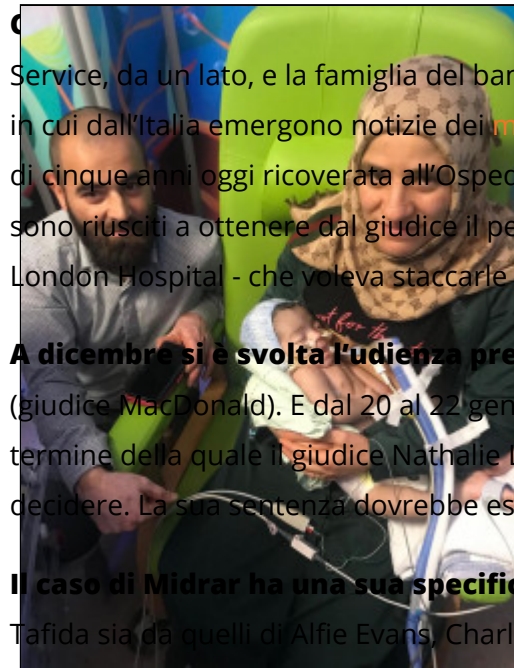 Service, da un lato, e la famiglia del bam
in cui dall'Italia emergono notizie dei m
di cinque anni oggi ricoverata all'Osped
sono riusciti a ottenere dal giudice il pe
London Hospital - che voleva staccarle
for th
A dicembre si è svolta l'udienza pre
(giudice MacDonald). E dal 20 al 22 gen
termine della quale il giudice Nathalie
decidere. La sua sentenza dovrebbe es
Il caso di Midrar ha una sua specific
Tafida sia da quelli di Alfie Evans, Charl